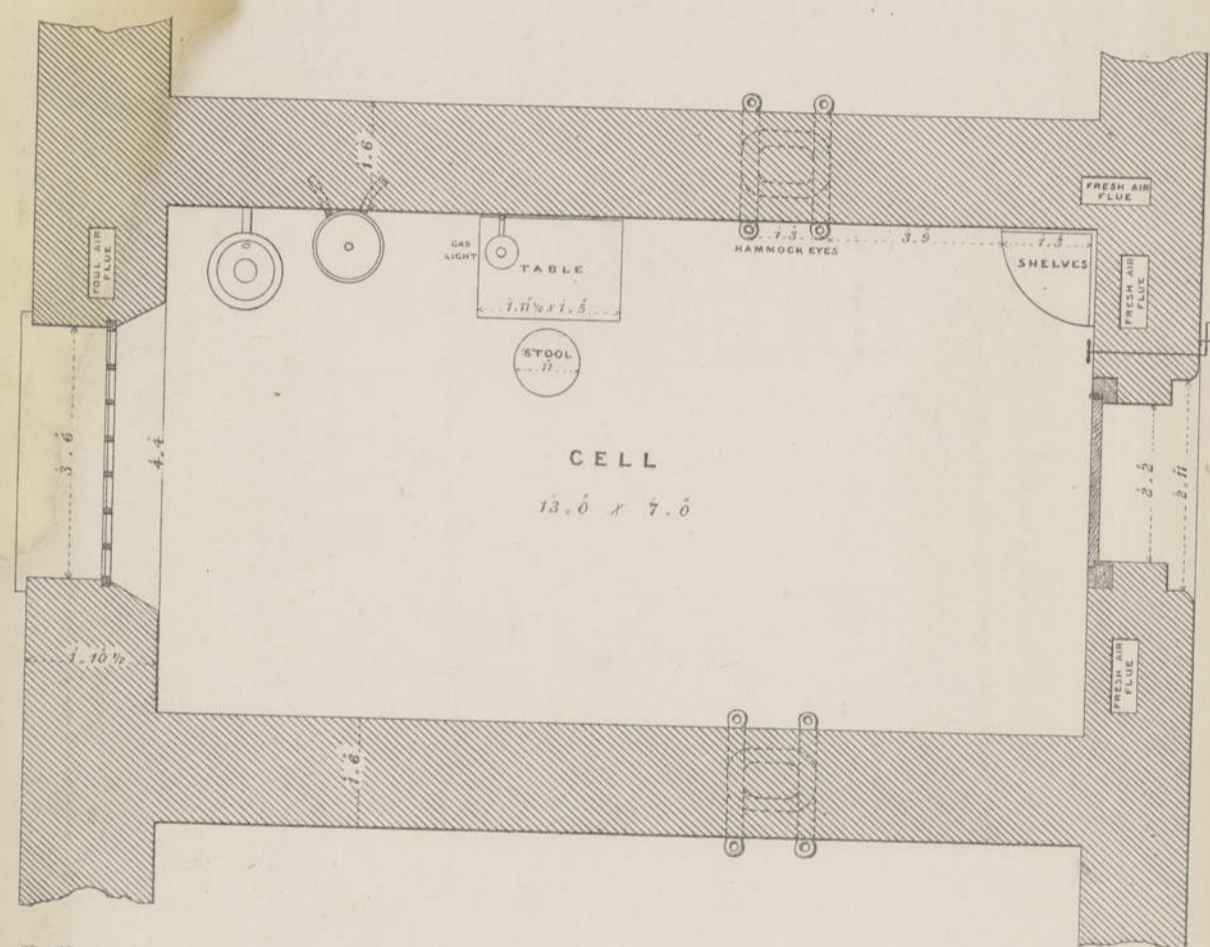 1.6
FRESH AIR
FLUE
FOUL AIR
FLUE
GAS
LIGHT
TABLE
1.11½ x 1.5
1.3
HAMMOCK EYES
3.9
1.3
SHELVES
FRESH AIR
FLUE
STOOL
11
3.6
4.4
CELL
13.0 x 7.0
2.2
2.11
1.10½
1.6
FRESH AIR
FLUE